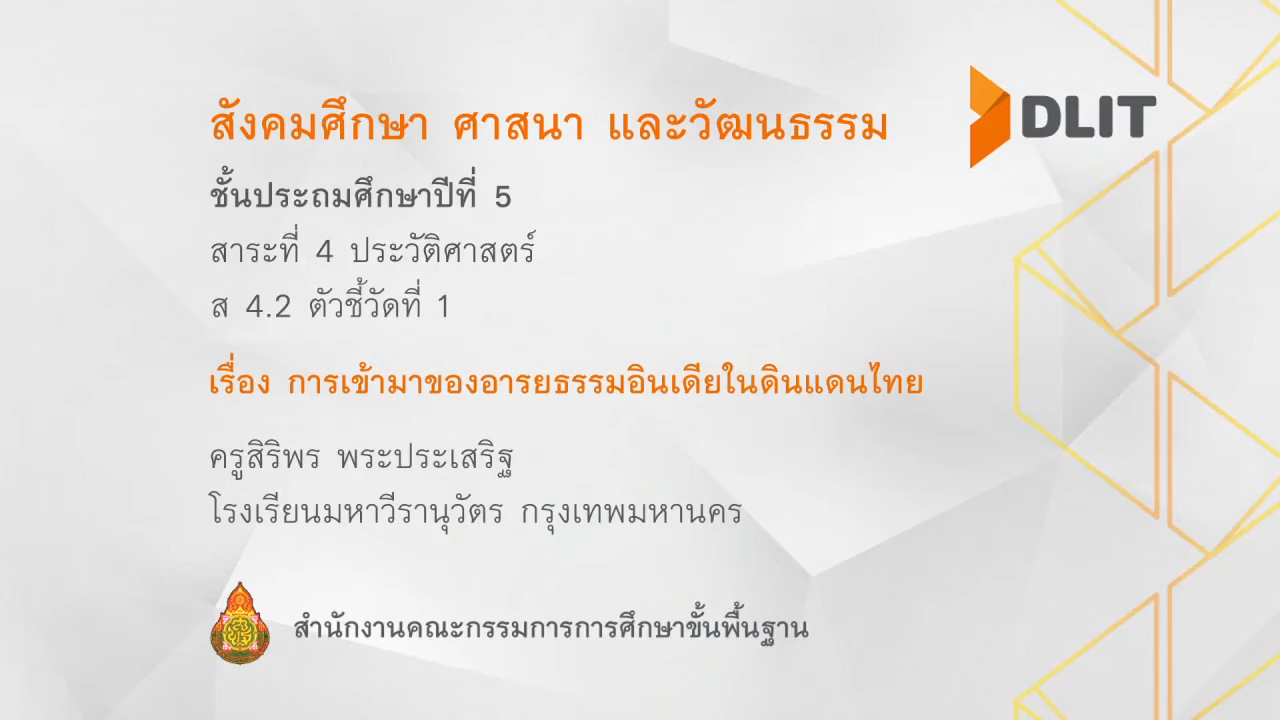 DLIT
สังคมศึกษา ศาสนา และวัฒนธรรม
ชั้นประถมศึกษาปีที่ 5
สาระที่ 4 ประวัติศาสตร์
ส 4.2 ตัวชี้วัดที่ 1
เรื่อง การเข้ามาของอารยธรรมอินเดียในดินแดนไทย
ครูสิริพร พระประเสริฐ
โรงเรียนมหาวีรานุวัตร กรุงเทพมหานคร
สำนักงานคณะกรรมการการศึกษาขั้นพื้นฐาน